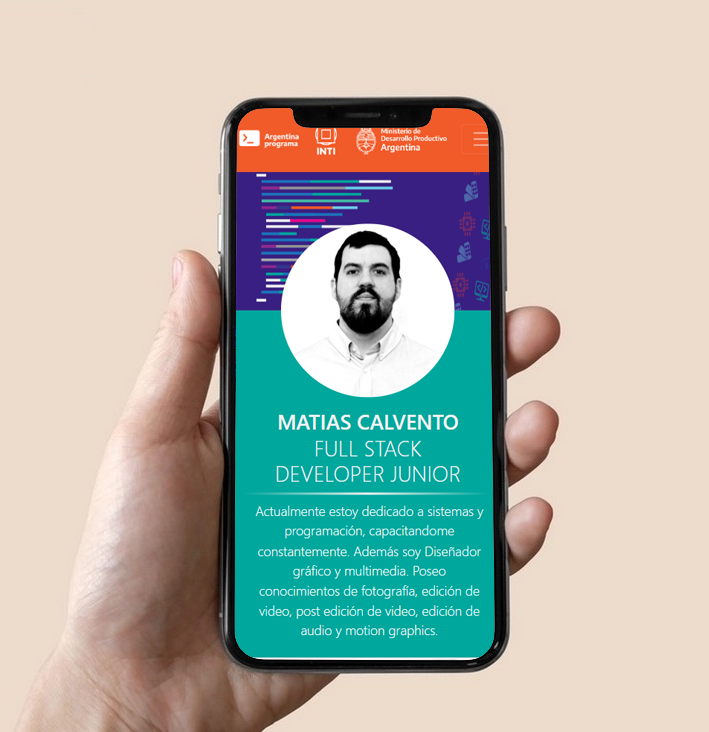 Argentina
programa
INTI
Ministerio de
Desarrollo Productivo
Argentina
MATIAS CALVENTO
FULL STACK
DEVELOPER JUNIOR
Actualmente estoy dedicado a sistemas y
programación, capacitandome
constantemente. Además soy Diseñador
gráfico y multimedia. Poseo
conocimientos de fotografía, edición de
video, post edición de video, edición de
audio y motion graphics.